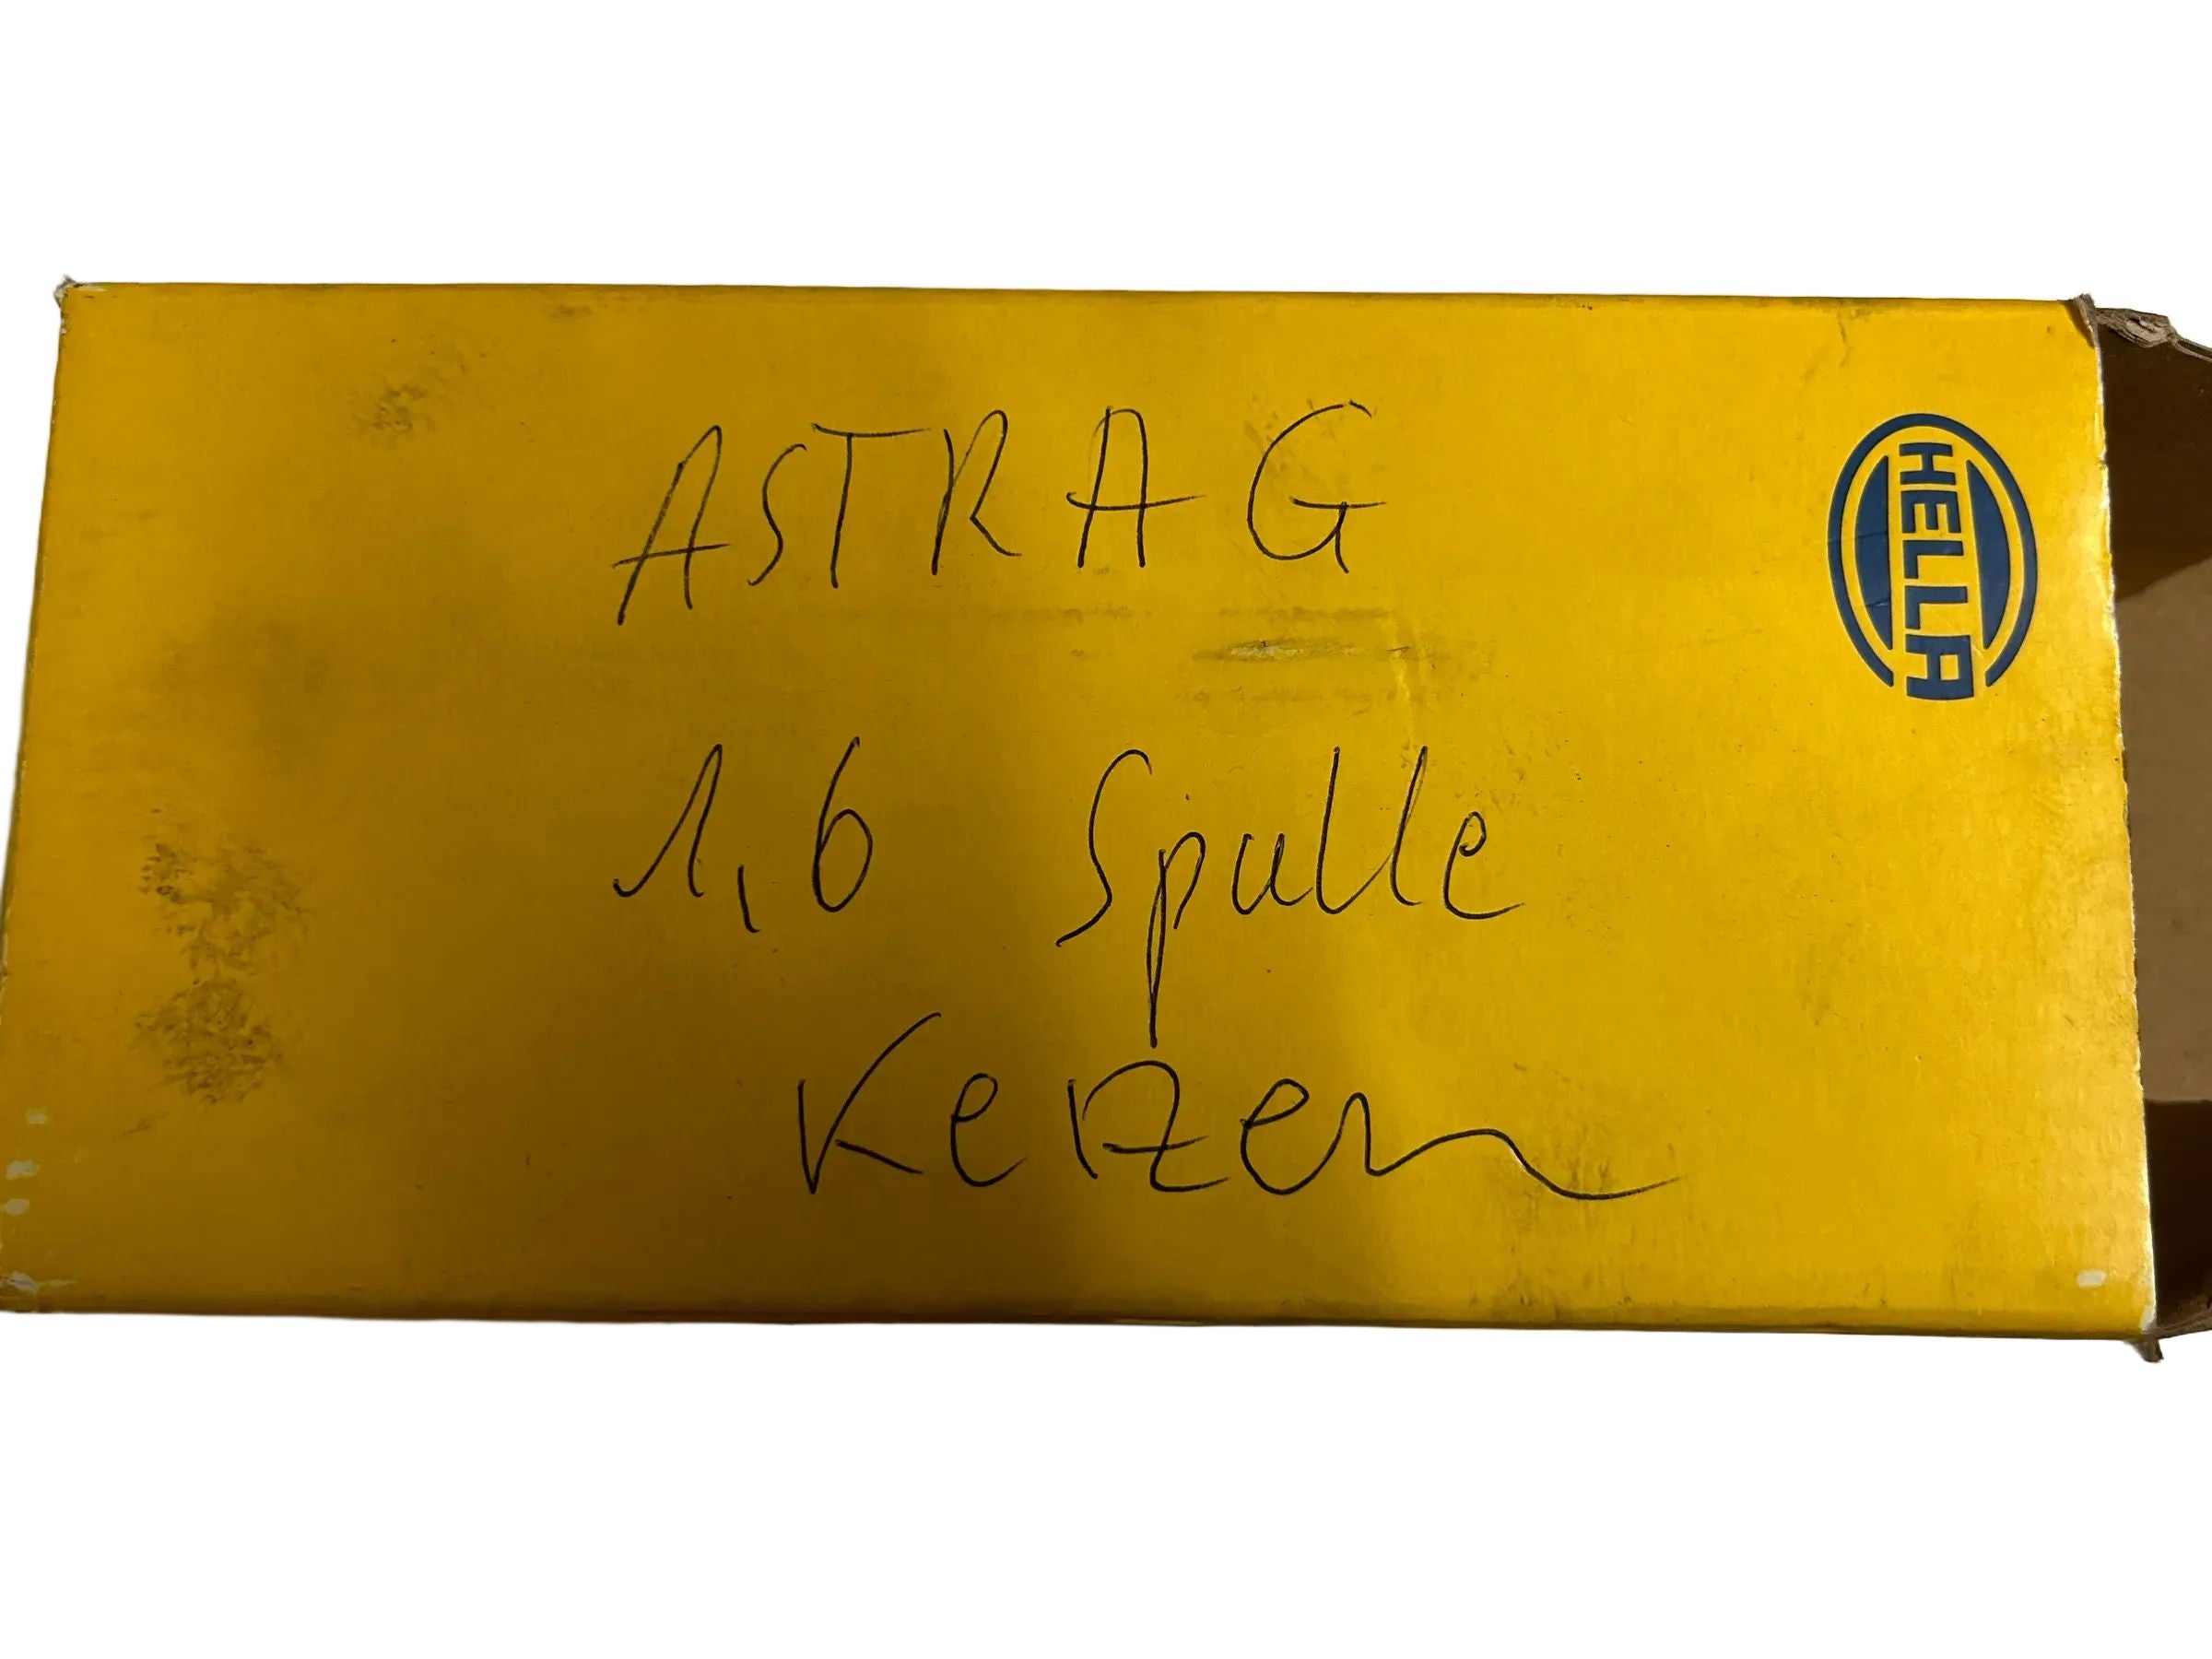 ASTRA G
HELLA
1,6 Spulle
Kerzen